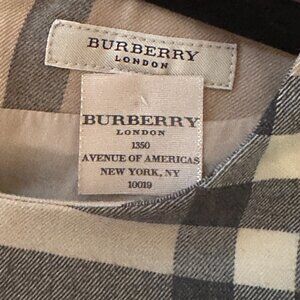 BURBERRY
LONDON
BURBERRY
LONDON
1350
AVENUE OF AMERICAS
NEW YORK, NY
10019